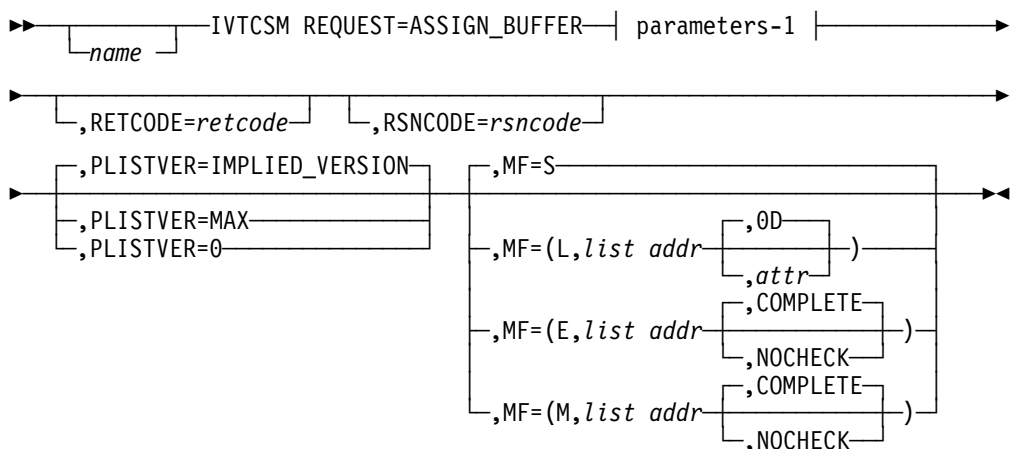 IVTCSM REQUEST=ASSIGN_BUFFER parameters-1
name
,RETCODE=retcode ,RSNCODE=rsncode
,PLISTVER=IMPLIED_VERSION ,MF=S
,PLISTVER=MAX
,PLISTVER=0
,0D
,MF=(L,list addr )
,attr
,COMPLETE
,MF=(E,list addr )
,NOCHECK
,COMPLETE
,MF=(M,list addr )
,NOCHECK